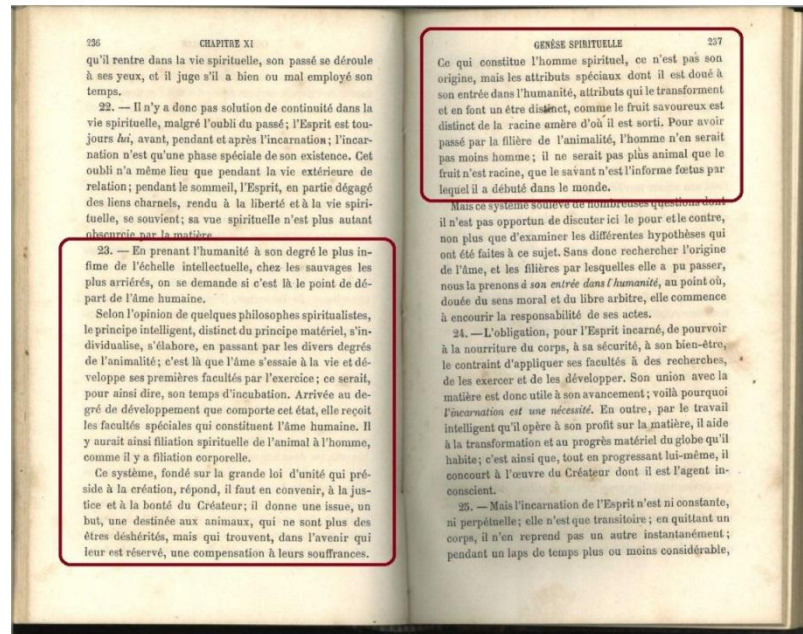 236 CHAPITRE XI
qu'il rentre dans la vie spirituelle, son passé se déroule
à ses yeux, et il juge s'il a bien ou mal employé son
temps.
22. — Il n'y a donc pas solution de continuité dans la
vie spirituelle, malgré l'oubli du passé; l'Esprit est tou-
jours lui, avant, pendant et après l'incarnation; l'incar-
nation n'est qu'une phase spéciale de son existence. Cet
oubli n'a même lieu que pendant la vie extérieure de
relation; pendant le sommeil, l'Esprit, en partie dégagé
des liens charnels, rendu à la liberté et à la vie spiri-
tuelle, se souvient; sa vue spirituelle n'est plus autant
obscurcie par la matière.
23. — En prenant l'humanité à son degré le plus in-
fime de l'échelle intellectuelle, chez les sauvages les
plus arriérés, on se demande si c'est là le point de dé-
part de l'âme humaine.
Selon l'opinion de quelques philosophes spiritualistes,
le principe intelligent, distinct du principe matériel, s'in-
dividualise, s'élabore, en passant par les divers degrés
de l'animalité; c'est là que l'âme s'essaie à la vie et dé-
veloppe ses premières facultés par l'exercice; ce serait,
pour ainsi dire, son temps d'incubation. Arrivée au de-
gré de développement que comporte cet état, elle reçoit
les facultés spéciales qui constituent l'âme humaine. Il
y aurait ainsi filiation spirituelle de l'animal à l'homme,
comme il y a filiation corporelle.
Ce système, fondé sur la grande loi d'unité qui pré-
side à la création, répond, il faut en convenir, à la jus-
tice et à la bonté du Créateur; il donne une issue, un
but, une destinée aux animaux, qui ne sont plus des
êtres déshérités, mais qui trouvent, dans l'avenir qui
leur est réservé, une compensation à leurs souffrances.
GENÈSE SPIRITUELLE 237
Ce qui constitue l'homme spirituel, ce n'est pas son
origine, mais les attributs spéciaux dont il est doué à
son entrée dans l'humanité, attributs qui le transforment
et en font un être distinct, comme le fruit savoureux est
distinct de la racine amère d'où il est sorti. Pour avoir
passé par la filière de l'animalité, l'homme n'en serait
pas moins homme; il ne serait pas plus animal que le
fruit n'est racine, que le savant n'est l'informe fœtus par
lequel il a débuté dans le monde.
Mais ce système soulève de nombreuses questions dont
il n'est pas opportun de discuter ici le pour et le contre,
non plus que d'examiner les différentes hypothèses qui
ont été faites à ce sujet. Sans donc rechercher l'origine
de l'âme, et les filières par lesquelles elle a pu passer,
nous la prenons à son entrée dans l'humanité, au point où,
douée du sens moral et du libre arbitre, elle commence
à encourir la responsabilité de ses actes.
24. — L'obligation, pour l'Esprit incarné, de pourvoir
à la nourriture du corps, à sa sécurité, à son bien-être,
le contraint d'appliquer ses facultés à des recherches,
de les exercer et de les développer. Son union avec la
matière est donc utile à son avancement; voilà pourquoi
l'incarnation est une nécessité. En outre, par le travail
intelligent qu'il opère à son profit sur la matière, il aide
à la transformation et au progrès matériel du globe qu'il
habite; c'est ainsi que, tout en progressant lui-même, il
concourt à l'œuvre du Créateur dont il est l'agent in-
conscient.
25. — Mais l'incarnation de l'Esprit n'est ni constante,
ni perpétuelle; elle n'est que transitoire; en quittant un
corps, il n'en reprend pas un autre instantanément;
pendant un laps de temps plus ou moins considérable,